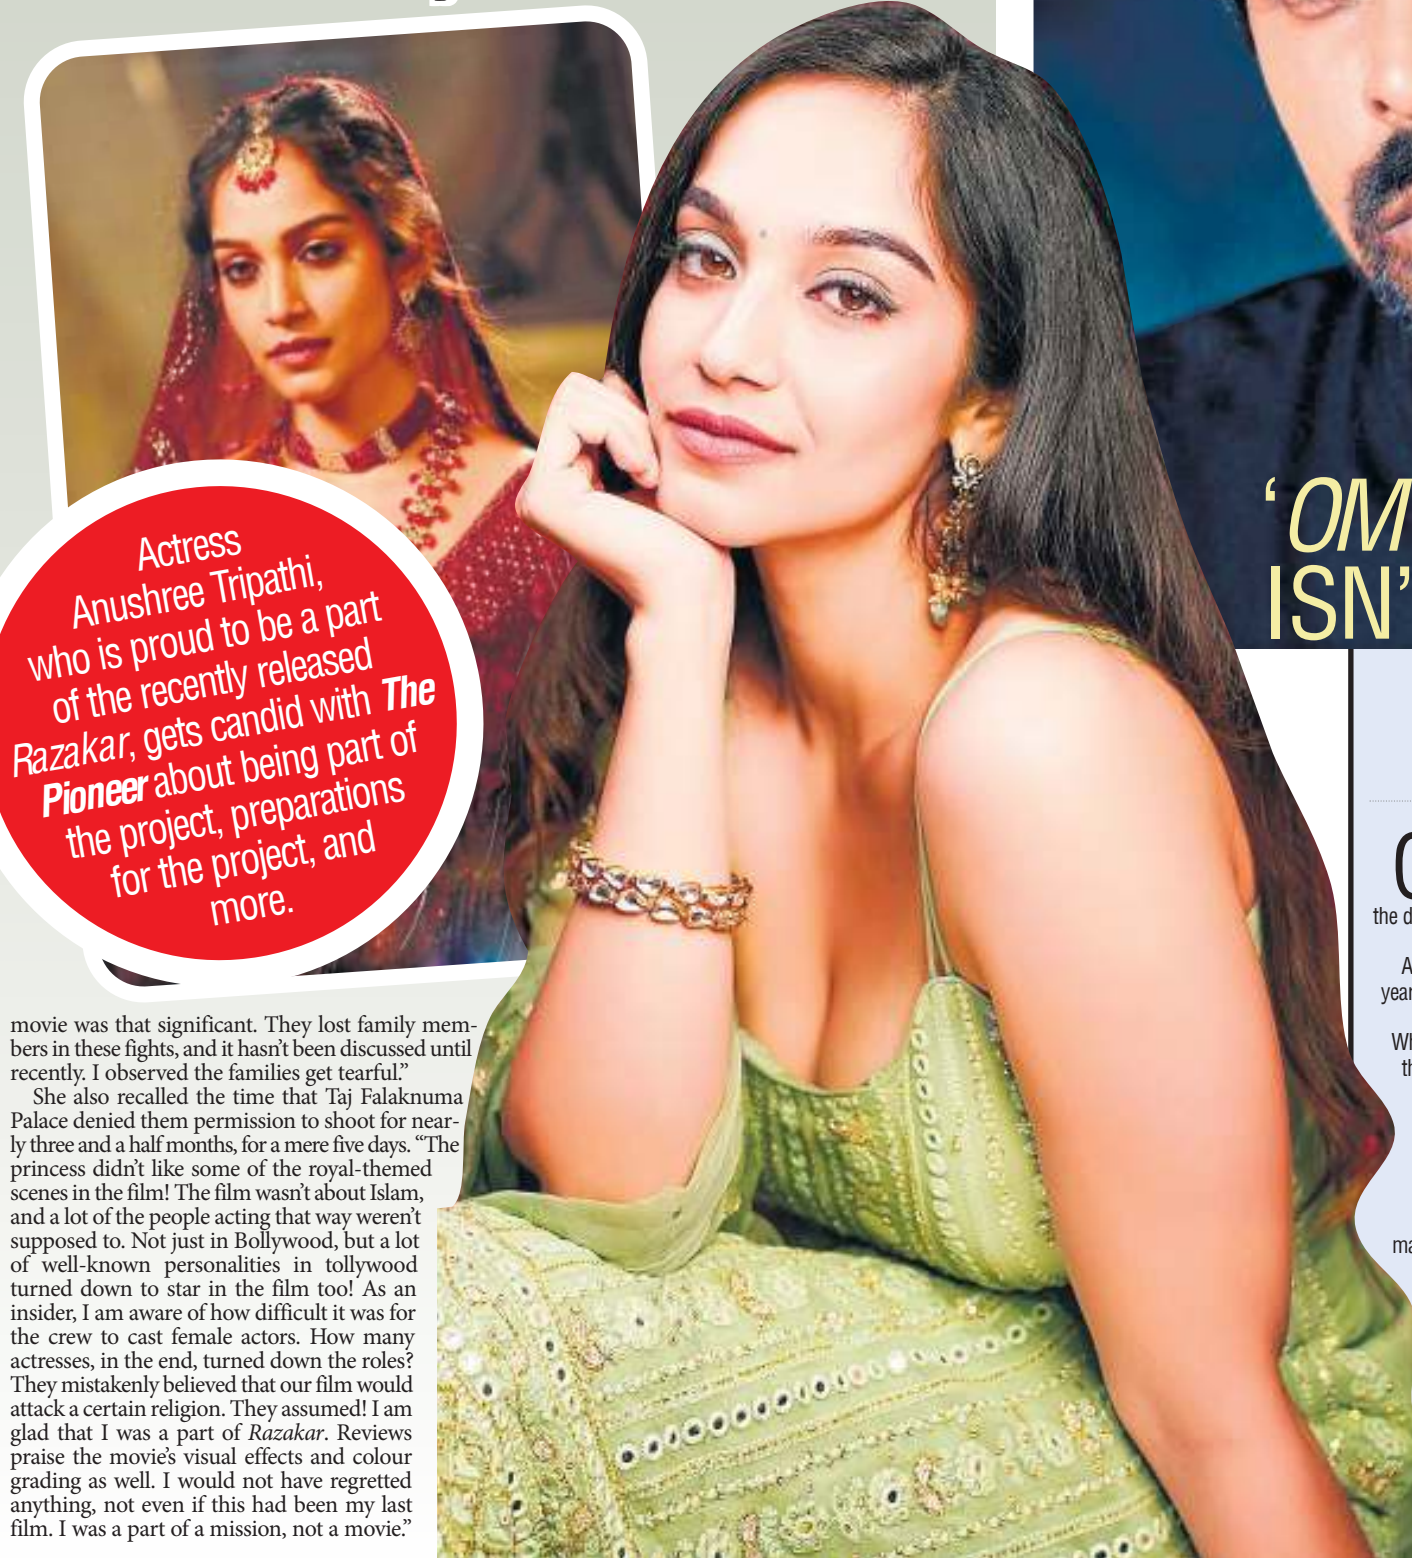 Actress
Anushree Tripathi,
who is proud to be a part
of the recently released
Razakar, gets candid with The
Pioneer about being part of
the project, preparations
for the project, and
more.
movie was that significant. They lost family mem-
bers in these fights, and it hasn't been discussed until
recently. I observed the families get tearful."
She also recalled the time that Taj Falaknuma
Palace denied them permission to shoot for near-
ly three and a half months, for a mere five days. "The
princess didn't like some of the royal-themed
scenes in the film! The film wasn't about Islam,
and a lot of the people acting that way weren't
supposed to. Not just in Bollywood, but a lot
of well-known personalities in tollywood
turned down to star in the film too! As an
insider, I am aware of how difficult it was for
the crew to cast female actors. How many
actresses, in the end, turned down the roles?
They mistakenly believed that our film would
attack a certain religion. They assumed! I am
glad that I was a part of Razakar. Reviews
praise the movie's visual effects and colour
grading as well. I would not have regretted
anything, not even if this had been my last
film. I was a part of a mission, not a movie."
'OM
ISN'
the d
year